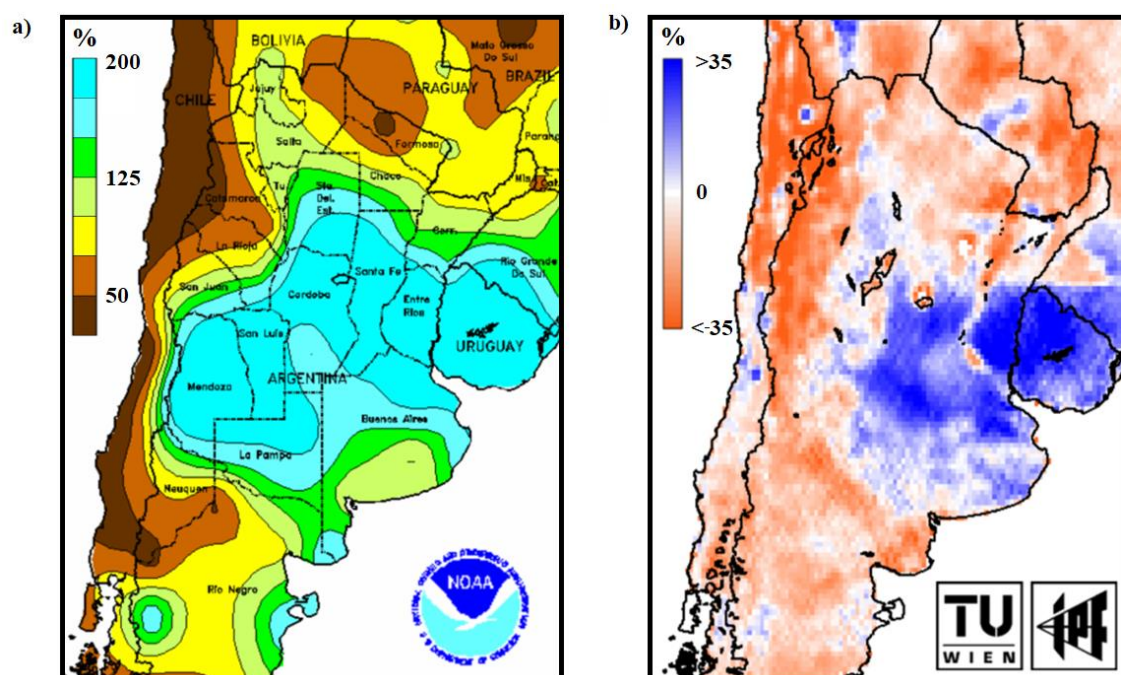 a)
%
200
125
50
BOLIVIA
Mato Grosso
Do Sul
BRAZIL
PARAGUAY
CHILE
Jujuy
Salta
Formosa
Parana
Chaco
Tu
Sto.
Del.
Est.
Catamarca
Corr.
La Rioja
Rio Grande
Do Sul
Santa Fe
San Juan
Cordoba
Entre
Rios
San Luis
URUGUAY
Mendoza
ARGENTINA
Buenos Aires
La Pampa
Neuquen
Rio Negro
NOAA
b)
%
>35
0
<-35
TU
WIEN